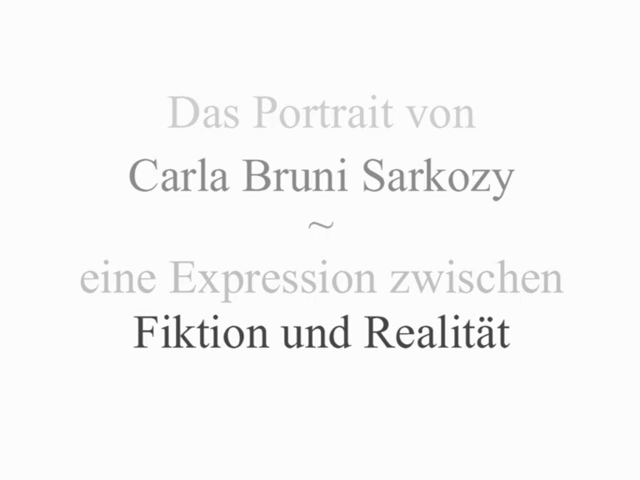 Das Portrait von
Carla Bruni Sarkozy
~
eine Expression zwischen
Fiktion und Realität